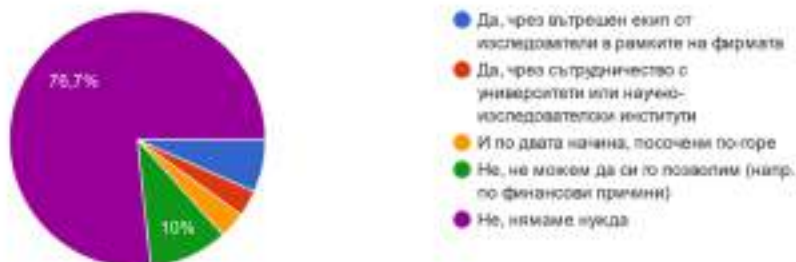 76,7%
10%
Да, чрез вътрешен екип от
изследователи в рамките на фирмата
Да, чрез сътрудничество с
университети или научно-
изследователски институти
И по двата начина, посочени по-горе
Не, не можем да си го позволим (напр.
по финансови причини)
Не, нямаме нужда